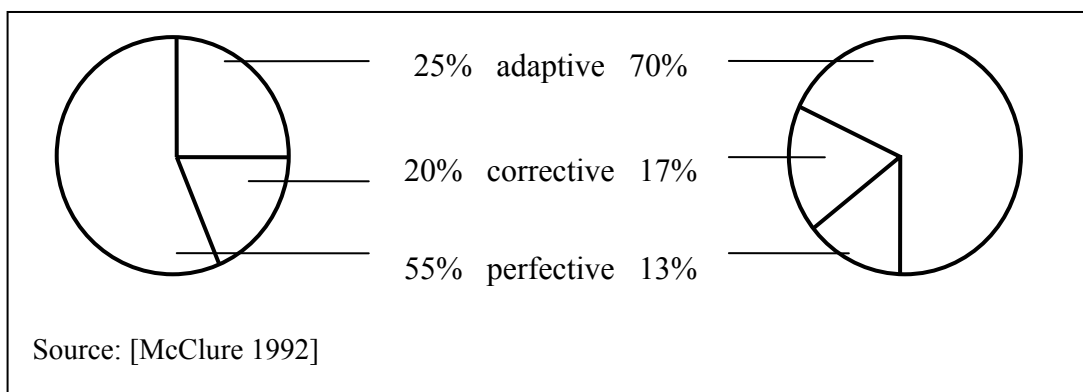 25% adaptive 70%
20% corrective 17%
55% perfective 13%
Source: [McClure 1992]